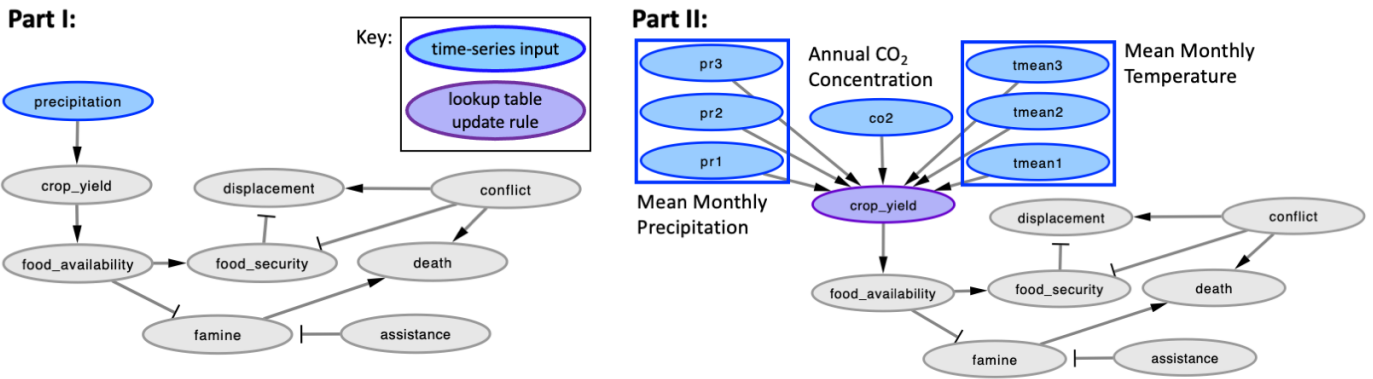 Part I:
Key:
time-series input
lookup table
update rule
precipitation
crop_yield
displacement
conflict
food_availability
food_security
death
famine
assistance
Part II:
pr3
pr2
pr1
Mean Monthly
Precipitation
Annual CO₂
Concentration
co2
tmean3
tmean2
tmean1
Mean Monthly
Temperature
crop_yield
displacement
conflict
food_availability
food_security
death
famine
assistance